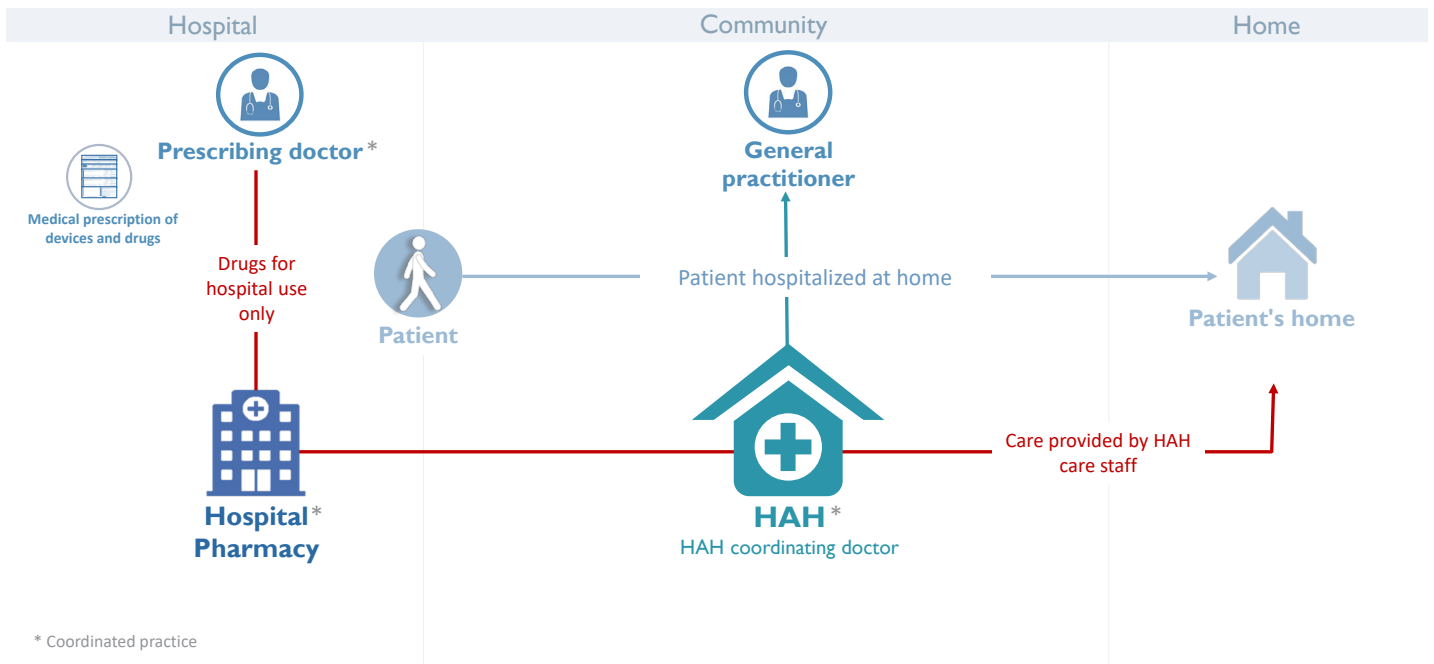 Hospital
Community
Home
Prescribing doctor *
General
practitioner
Medical prescription of
devices and drugs
Drugs for
hospital use
only
Patient
Patient hospitalized at home
Patient's home
Care provided by HAH
care staff
Hospital *
Pharmacy
HAH *
HAH coordinating doctor
* Coordinated practice